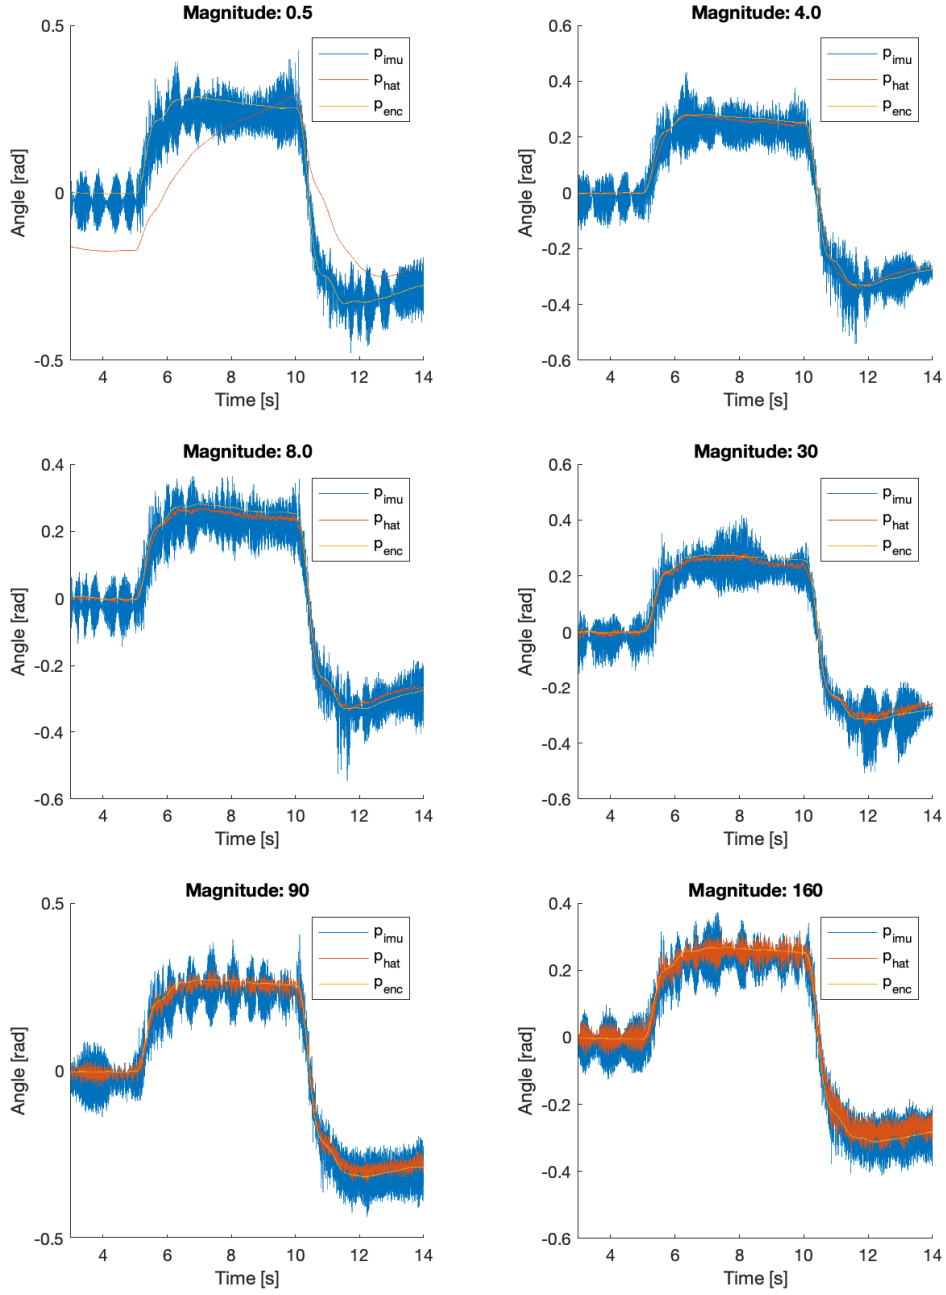 Magnitude: 0.5
0.5
0
-0.5
Angle [rad]
p_imu
p_hat
p_enc
4 6 8 10 12 14
Time [s]
Magnitude: 4.0
0.6
0.4
0.2
0
-0.2
-0.4
-0.6
Angle [rad]
p_imu
p_hat
p_enc
4 6 8 10 12 14
Time [s]
Magnitude: 8.0
0.4
0.2
0
-0.2
-0.4
-0.6
Angle [rad]
p_imu
p_hat
p_enc
4 6 8 10 12 14
Time [s]
Magnitude: 30
0.6
0.4
0.2
0
-0.2
-0.4
-0.6
Angle [rad]
p_imu
p_hat
p_enc
4 6 8 10 12 14
Time [s]
Magnitude: 90
0.5
0
-0.5
Angle [rad]
p_imu
p_hat
p_enc
4 6 8 10 12 14
Time [s]
Magnitude: 160
0.4
0.2
0
-0.2
-0.4
-0.6
Angle [rad]
p_imu
p_hat
p_enc
4 6 8 10 12 14
Time [s]